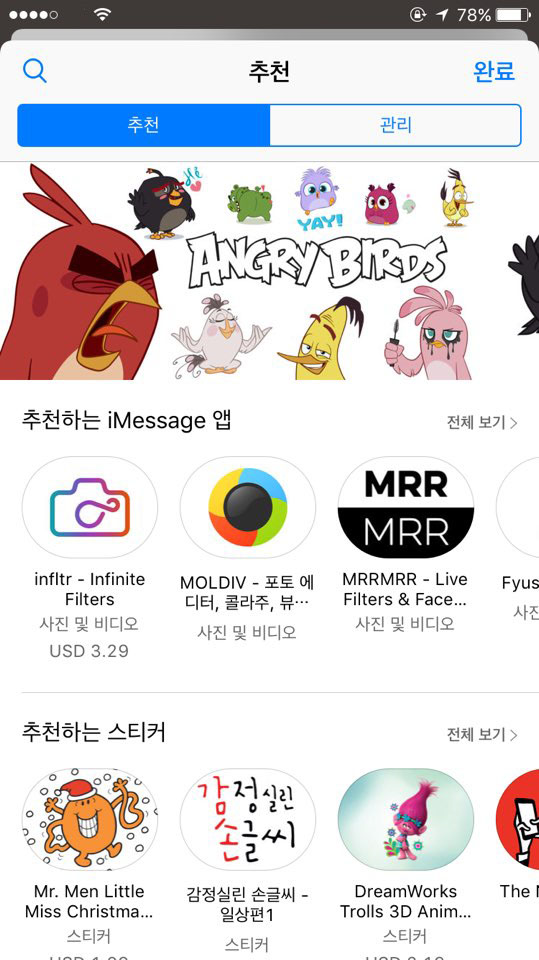 78%
추천
완료
추천
관리
Hé
YAY!
ANGRY BIRDS
추천하는 iMessage 앱
전체 보기 >
MRR
MRR
infltr - Infinite
Filters
사진 및 비디오
USD 3.29
MOLDIV - 포토 에
디터, 콜라주, 뷰…
사진 및 비디오
MRRMRR - Live
Filters & Face...
사진 및 비디오
Fyus
사진
추천하는 스티커
전체 보기 >
감정실린
손글씨
Mr. Men Little
Miss Christma...
스티커
감정실린 손글씨 -
일상편1
스티커
DreamWorks
Trolls 3D Anim...
스티커
The
USD